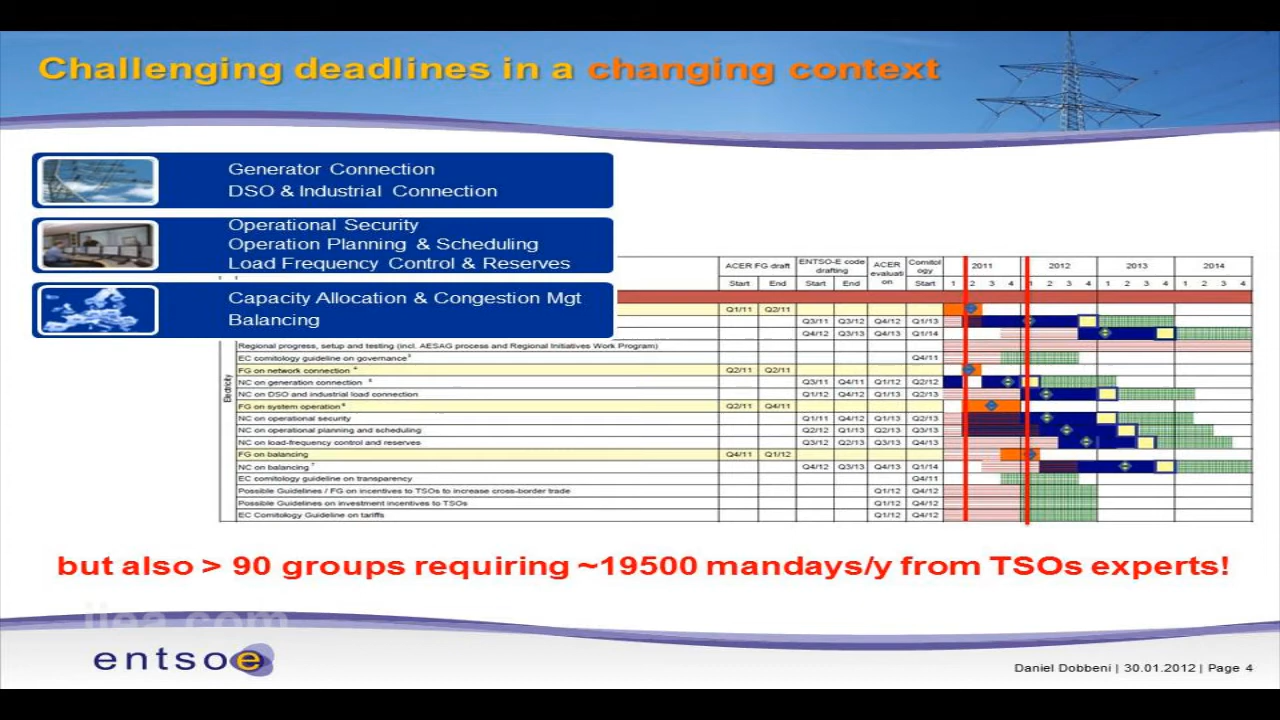 Challenging deadlines in a changing context
Generator Connection
DSO & Industrial Connection
Operational Security
Operation Planning & Scheduling
Load Frequency Control & Reserves
Capacity Allocation & Congestion Mgt
Balancing
ACER FG draft ENTSO-E code drafting ACER evaluation Comitology 2011 2012 2013 2014
Start End Start End Start 1 2 3 4 1 2 3 4 1 2 3 4 1 2 3 4
Q1/11 Q2/11
Q3/11 Q3/12 Q4/12 Q1/13
Q4/12 Q3/13 Q4/13 Q1/14
Regional progress, setup and testing (incl. AESAG process and Regional Initiatives Work Program)
EC comitology guideline on governance Q4/11
Electricity
FG on network connection Q2/11 Q2/11
NC on generation connection Q3/11 Q4/11 Q1/12 Q2/12
NC on DSO and industrial load connection Q1/12 Q4/12 Q1/13 Q2/13
FG on system operation Q2/11 Q4/11
NC on operational security Q1/11 Q4/12 Q1/13 Q2/13
NC on operational planning and scheduling Q2/12 Q1/13 Q2/13 Q3/13
NC on load-frequency control and reserves Q3/12 Q2/13 Q3/13 Q4/13
FG on balancing Q4/11 Q1/12
NC on balancing Q4/12 Q3/13 Q4/13 Q1/14
EC comitology guideline on transparency Q4/11
Possible Guidelines / FG on incentives to TSOs to increase cross-border trade Q1/12 Q4/12
Possible Guidelines on investment incentives to TSOs Q1/12 Q4/12
EC Comitology Guideline on tariffs Q1/12 Q4/12
but also > 90 groups requiring ~19500 mandays/y from TSOs experts!
iiea.com
entsoe
Daniel Dobbeni | 30.01.2012 | Page 4